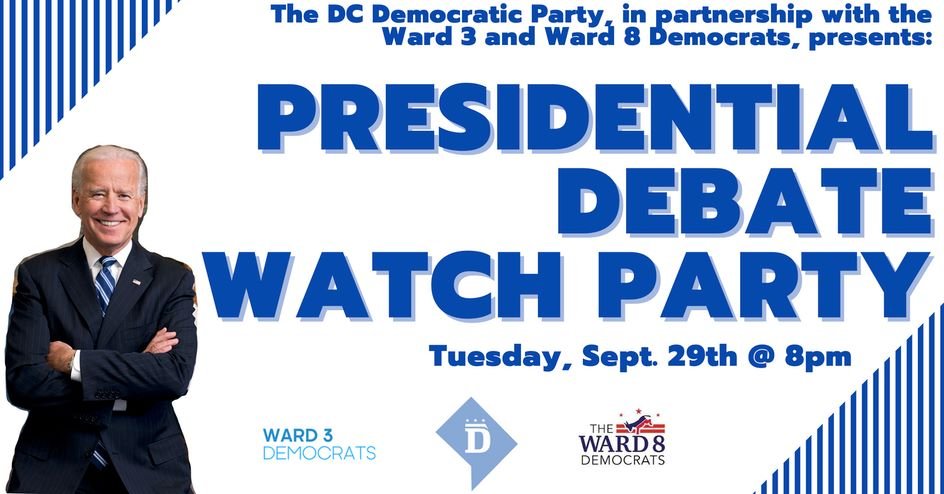 The DC Democratic Party, in partnership with the
Ward 3 and Ward 8 Democrats, presents:
PRESIDENTIAL
DEBATE
WATCH PARTY
Tuesday, Sept. 29th @ 8pm
WARD 3
DEMOCRATS
D
THE
WARD 8
DEMOCRATS